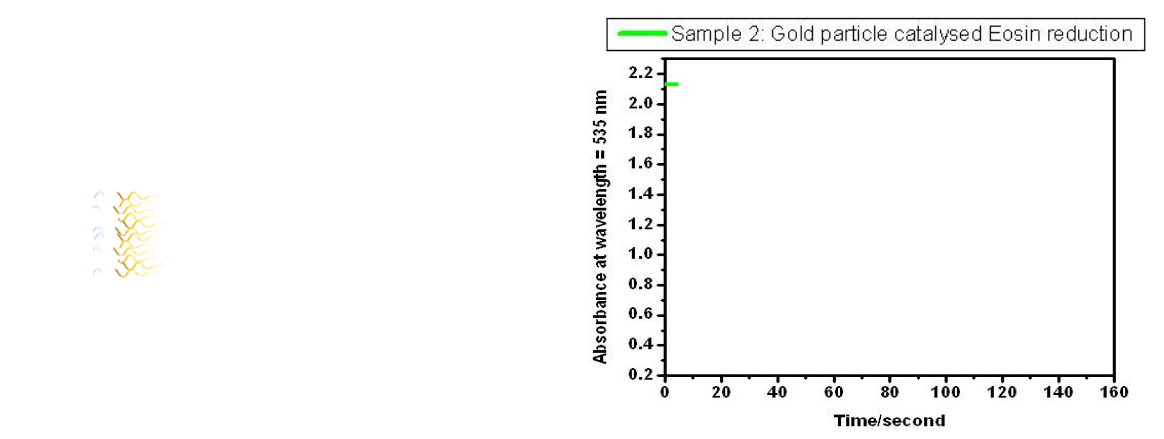 Sample 2: Gold particle catalysed Eosin reduction
Absorbance at wavelength = 535 nm
2.2
2.0
1.8
1.6
1.4
1.2
1.0
0.8
0.6
0.4
0.2
0 20 40 60 80 100 120 140 160
Time/second